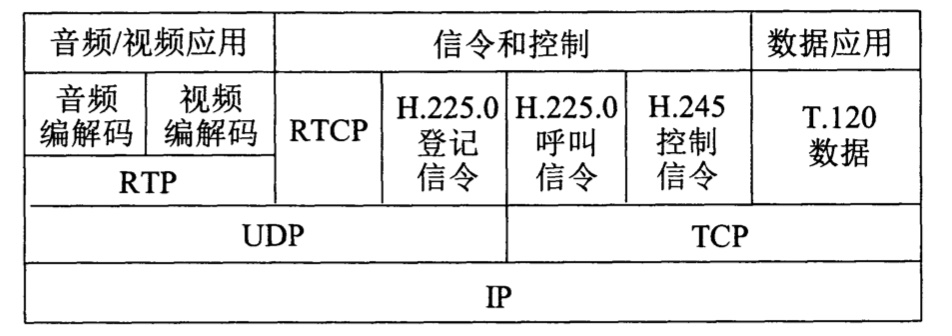 音频/视频应用
信令和控制
数据应用
音频
编解码
视频
编解码
RTP
RTCP
H.225.0
登记
信令
H.225.0
呼叫
信令
H.245
控制
信令
T.120
数据
UDP
TCP
IP